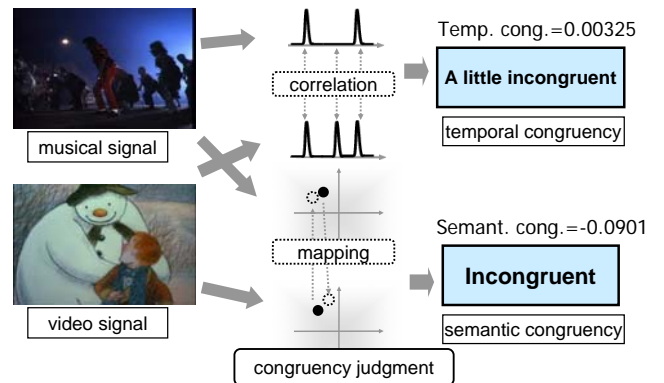 Temp. cong.=0.00325
correlation
A little incongruent
musical signal
temporal congruency
Semant. cong.=-0.0901
mapping
Incongruent
video signal
semantic congruency
congruency judgment